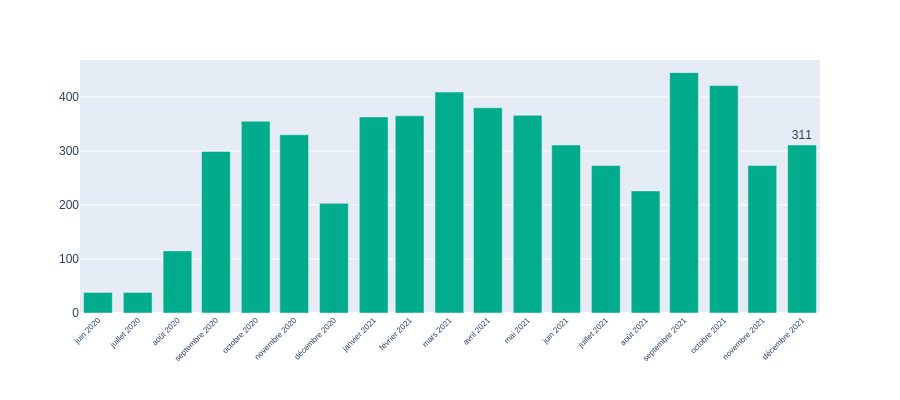 400
300
200
100
0
311
juin 2020
juillet 2020
août 2020
septembre 2020
octobre 2020
novembre 2020
décembre 2020
janvier 2021
février 2021
mars 2021
avril 2021
mai 2021
juin 2021
juillet 2021
août 2021
septembre 2021
octobre 2021
novembre 2021
décembre 2021